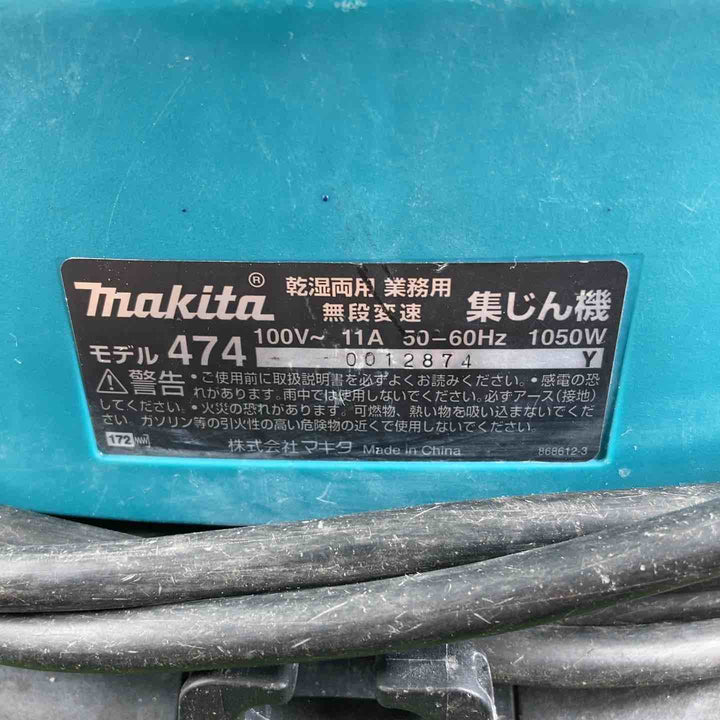 makita® 乾湿両用 業務用 集じん機
無段変速
モデル 474 100V~ 11A 50-60Hz 1050W
0012874 Y
警告 ・ご使用前に取扱説明書を必ずよくお読みください。・感電の恐
れがあります。雨中では使用しないでください。必ずアース(接地)
してください。・火災の恐れがあります。可燃物、熱い物を吸い込まないでくだ
さい。ガソリン等の引火性の高い危険物の近くで使用しないでください。
172 株式会社マキタ Made in China 868612-3